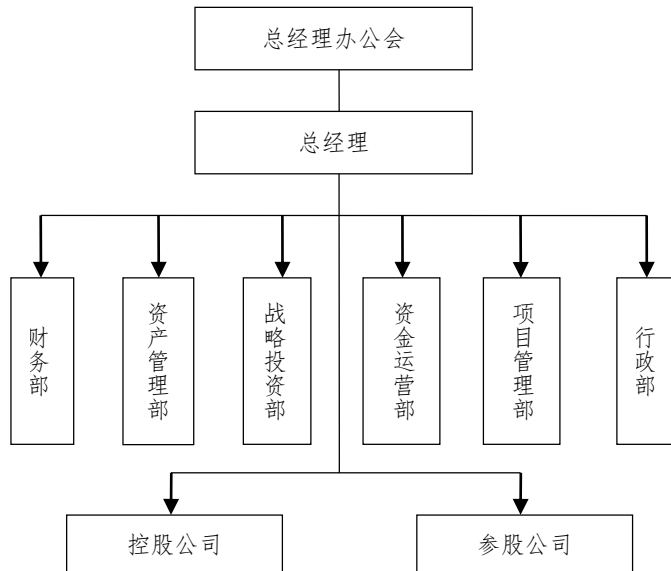 总经理办公会
总经理
财务部
资产管理部
战略投资部
资金运营部
项目管理部
行政部
控股公司
参股公司